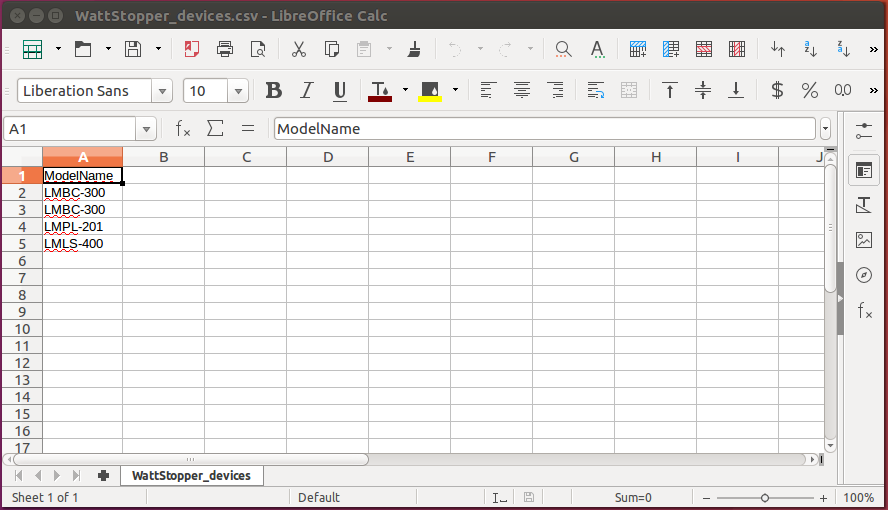 WattStopper_devices.csv - LibreOffice Calc
Liberation Sans 10
A1 ModelName
A B C D E F G H I J
1 ModelName
2 LMBC-300
3 LMBC-300
4 LMPL-201
5 LMLS-400
6
7
8
9
10
11
12
13
14
15
16
17
WattStopper_devices
Sheet 1 of 1 Default Sum=0 100%